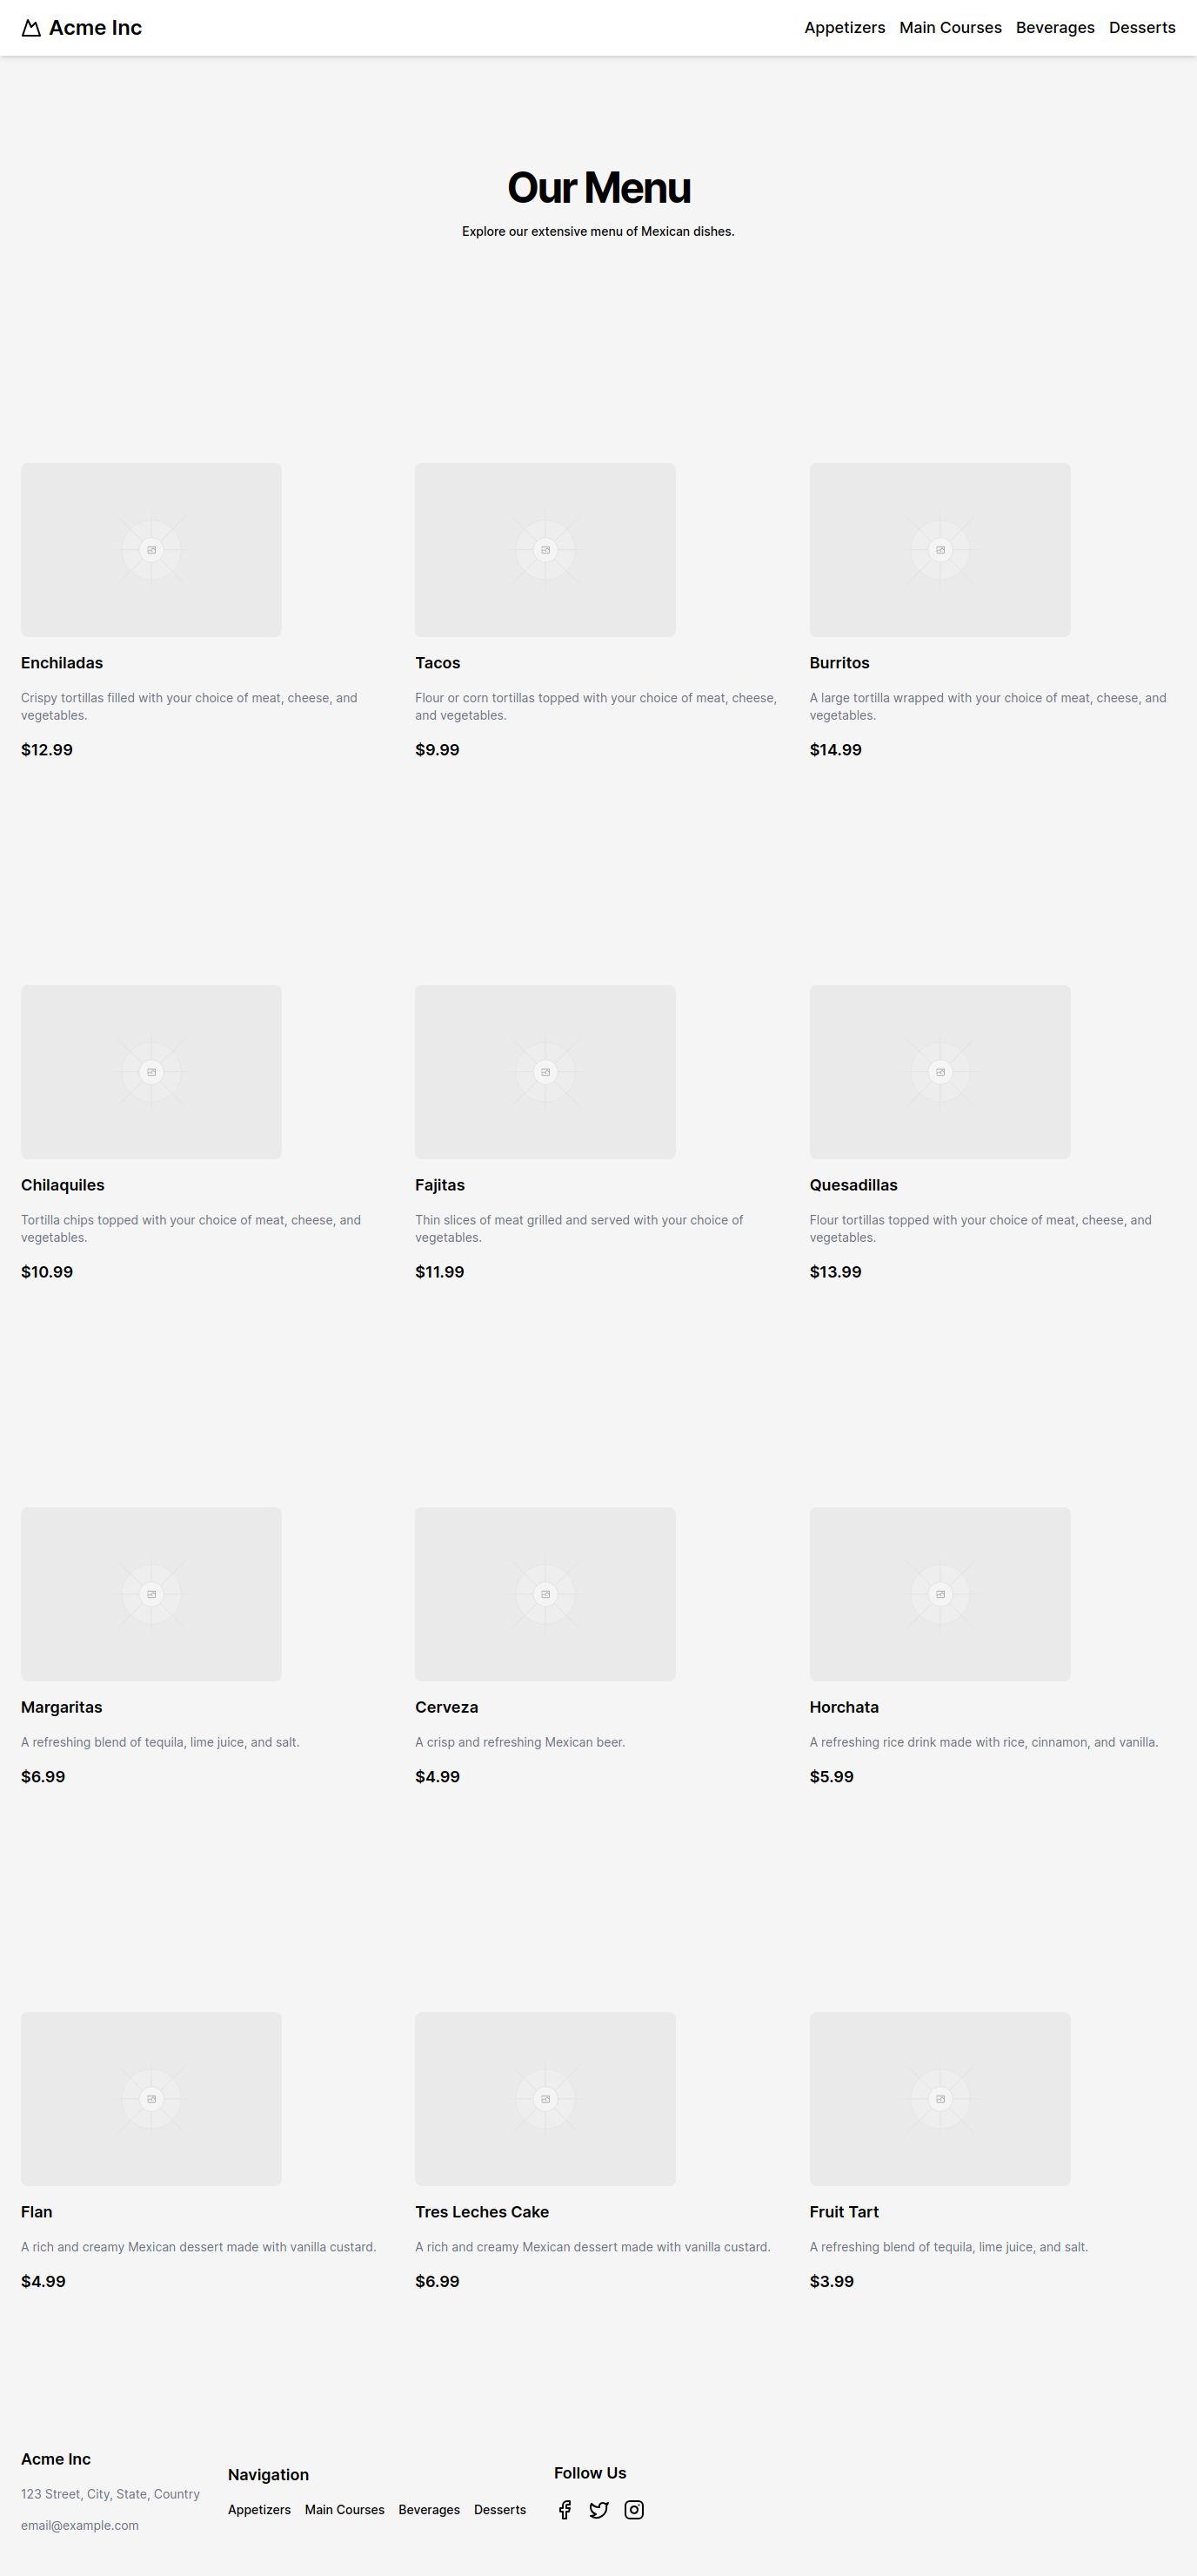 Acme Inc
Appetizers Main Courses Beverages Desserts
Our Menu
Explore our extensive menu of Mexican dishes.
Enchiladas
Crispy tortillas filled with your choice of meat, cheese, and
vegetables.
$12.99
Tacos
Flour or corn tortillas topped with your choice of meat, cheese,
and vegetables.
$9.99
Burritos
A large tortilla wrapped with your choice of meat, cheese, and
vegetables.
$14.99
Chilaquiles
Tortilla chips topped with your choice of meat, cheese, and
vegetables.
$10.99
Fajitas
Thin slices of meat grilled and served with your choice of
vegetables.
$11.99
Quesadillas
Flour tortillas topped with your choice of meat, cheese, and
vegetables.
$13.99
Margaritas
A refreshing blend of tequila, lime juice, and salt.
$6.99
Cerveza
A crisp and refreshing Mexican beer.
$4.99
Horchata
A refreshing rice drink made with rice, cinnamon, and vanilla.
$5.99
Flan
A rich and creamy Mexican dessert made with vanilla custard.
$4.99
Tres Leches Cake
A rich and creamy Mexican dessert made with vanilla custard.
$6.99
Fruit Tart
A refreshing blend of tequila, lime juice, and salt.
$3.99
Acme Inc
123 Street, City, State, Country
email@example.com
Navigation
Appetizers Main Courses Beverages Desserts
Follow Us